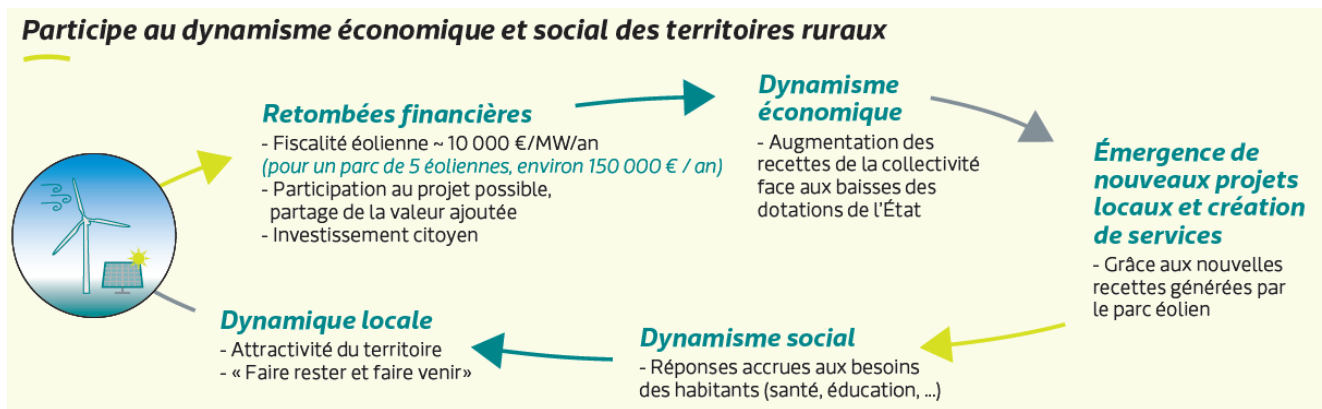 Participe au dynamisme économique et social des territoires ruraux
Retombées financières
- Fiscalité éolienne ~ 10 000 €/MW/an
(pour un parc de 5 éoliennes, environ 150 000 € / an)
- Participation au projet possible,
partage de la valeur ajoutée
- Investissement citoyen
Dynamisme
économique
- Augmentation des
recettes de la collectivité
face aux baisses des
dotations de l'État
Émergence de
nouveaux projets
locaux et création
de services
- Grâce aux nouvelles
recettes générées par
le parc éolien
Dynamisme social
- Réponses accrues aux besoins
des habitants (santé, éducation, ...)
Dynamique locale
- Attractivité du territoire
- « Faire rester et faire venir»